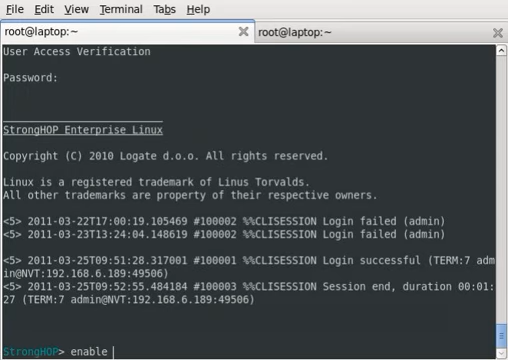 File Edit View Terminal Tabs Help
root@laptop:~ root@laptop:~
User Access Verification
Password:
StrongHOP Enterprise Linux
Copyright (C) 2010 Logate d.o.o. All rights reserved.
Linux is a registered trademark of Linus Torvalds.
All other trademarks are property of their respective owners.
<5> 2011-03-22T17:00:19.105469 #100002 %%CLISESSION Login failed (admin)
<5> 2011-03-23T13:24:04.148619 #100002 %%CLISESSION Login failed (admin)
<5> 2011-03-25T09:51:28.317001 #100001 %%CLISESSION Login successful (TERM:7 adm
in@NVT:192.168.6.189:49506)
<5> 2011-03-25T09:52:55.484184 #100003 %%CLISESSION Session end, duration 00:01:
27 (TERM:7 admin@NVT:192.168.6.189:49506)
StrongHOP> enable